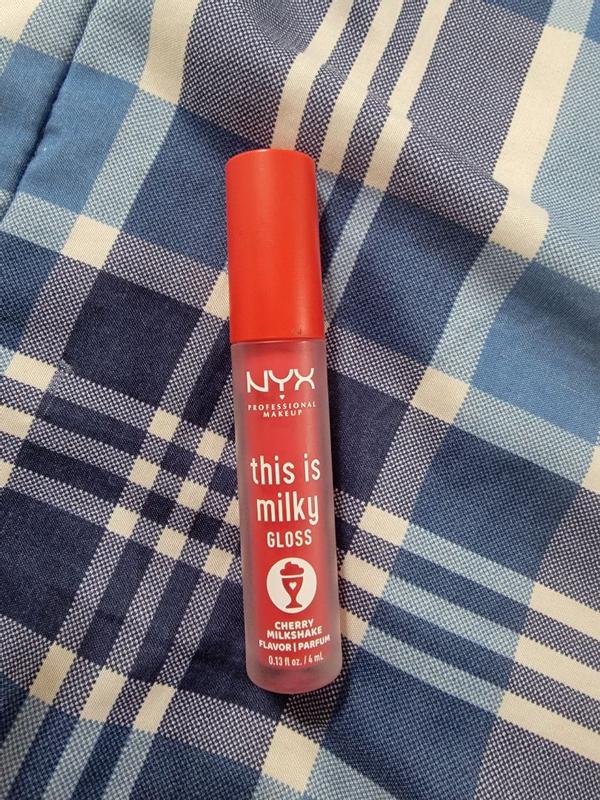 NYX
PROFESSIONAL
MAKEUP
this is
milky
GLOSS
CHERRY
MILKSHAKE
FLAVOR | PARFUM
0.13 fl oz. / 4 mL